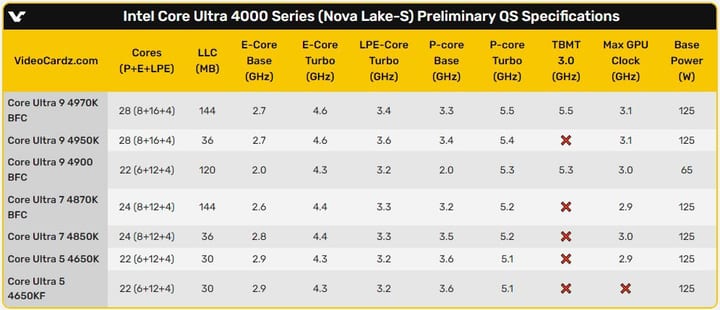 Intel Core Ultra 4000 Series (Nova Lake-S) Preliminary QS Specifications
VideoCardz.com Cores (P+E+LPE) LLC (MB) E-Core Base (GHz) E-Core Turbo (GHz) LPE-Core Turbo (GHz) P-core Base (GHz) P-core Turbo (GHz) TBMT 3.0 (GHz) Max GPU Clock (GHz) Base Power (W)
Core Ultra 9 4970K BFC 28 (8+16+4) 144 2.7 4.6 3.4 3.3 5.5 5.5 3.1 125
Core Ultra 9 4950K 28 (8+16+4) 36 2.7 4.6 3.6 3.4 5.4 ❌ 3.1 125
Core Ultra 9 4900 BFC 22 (6+12+4) 120 2.0 4.3 3.2 2.0 5.3 5.3 3.0 65
Core Ultra 7 4870K BFC 24 (8+12+4) 144 2.6 4.4 3.3 3.2 5.2 ❌ 2.9 125
Core Ultra 7 4850K 24 (8+12+4) 36 2.8 4.4 3.3 3.5 5.2 ❌ 3.0 125
Core Ultra 5 4650K 22 (6+12+4) 30 2.9 4.3 3.2 3.6 5.1 ❌ 2.9 125
Core Ultra 5 4650KF 22 (6+12+4) 30 2.9 4.3 3.2 3.6 5.1 ❌ ❌ 125